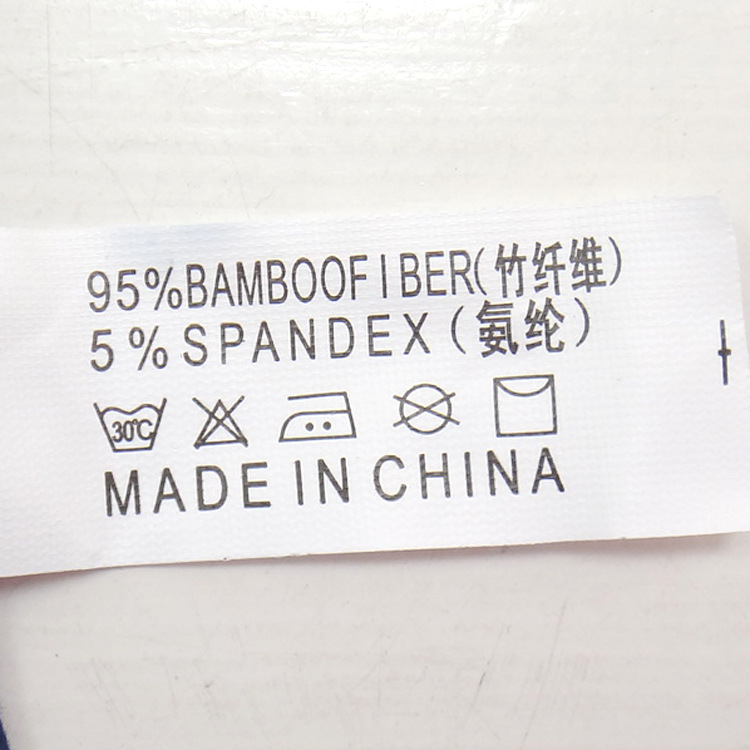 95%BAMBOOFIBER(竹纤维)
5%SPANDEX(氨纶)
30℃
MADE IN CHINA